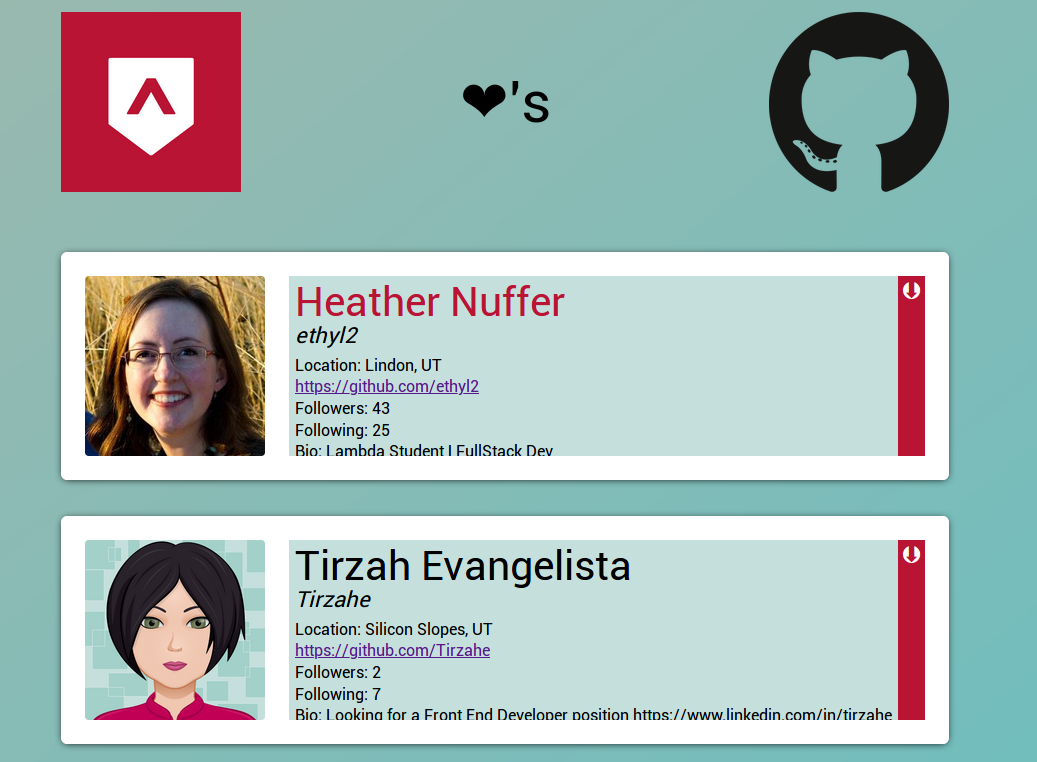 ❤'s
Heather Nuffer
ethyl2
Location: Lindon, UT
https://github.com/ethyl2
Followers: 43
Following: 25
Bio: Lambda Student | FullStack Dev
Tirzah Evangelista
Tirzahe
Location: Silicon Slopes, UT
https://github.com/Tirzahe
Followers: 2
Following: 7
Bio: Looking for a Front End Developer position https://www.linkedin.com/in/tirzahe